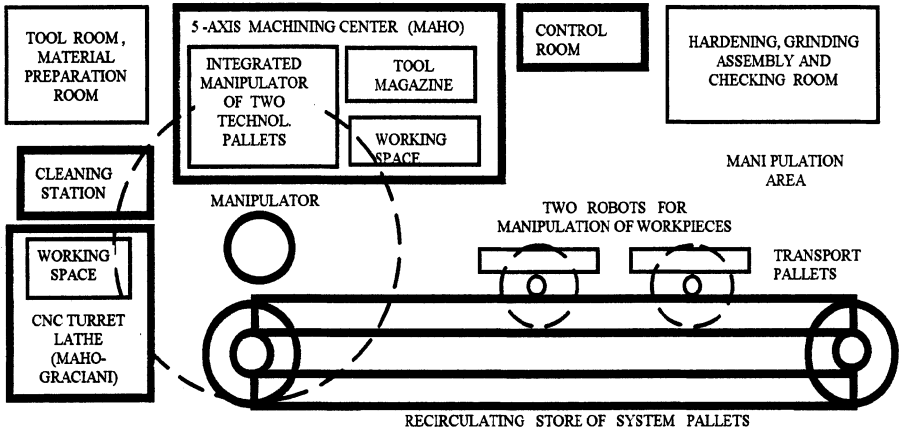 TOOL ROOM,
MATERIAL
PREPARATION
ROOM
5-AXIS MACHINING CENTER (MAHO)
INTEGRATED
MANIPULATOR
OF TWO
TECHNOL.
PALLETS
TOOL
MAGAZINE
WORKING
SPACE
CONTROL
ROOM
HARDENING, GRINDING
ASSEMBLY AND
CHECKING ROOM
CLEANING
STATION
MANIPULATOR
MANIPULATION
AREA
TWO ROBOTS FOR
MANIPULATION OF WORKPIECES
TRANSPORT
PALLETS
WORKING
SPACE
CNC TURRET
LATHE
(MAHO-
GRACIANI)
RECIRCULATING STORE OF SYSTEM PALLETS